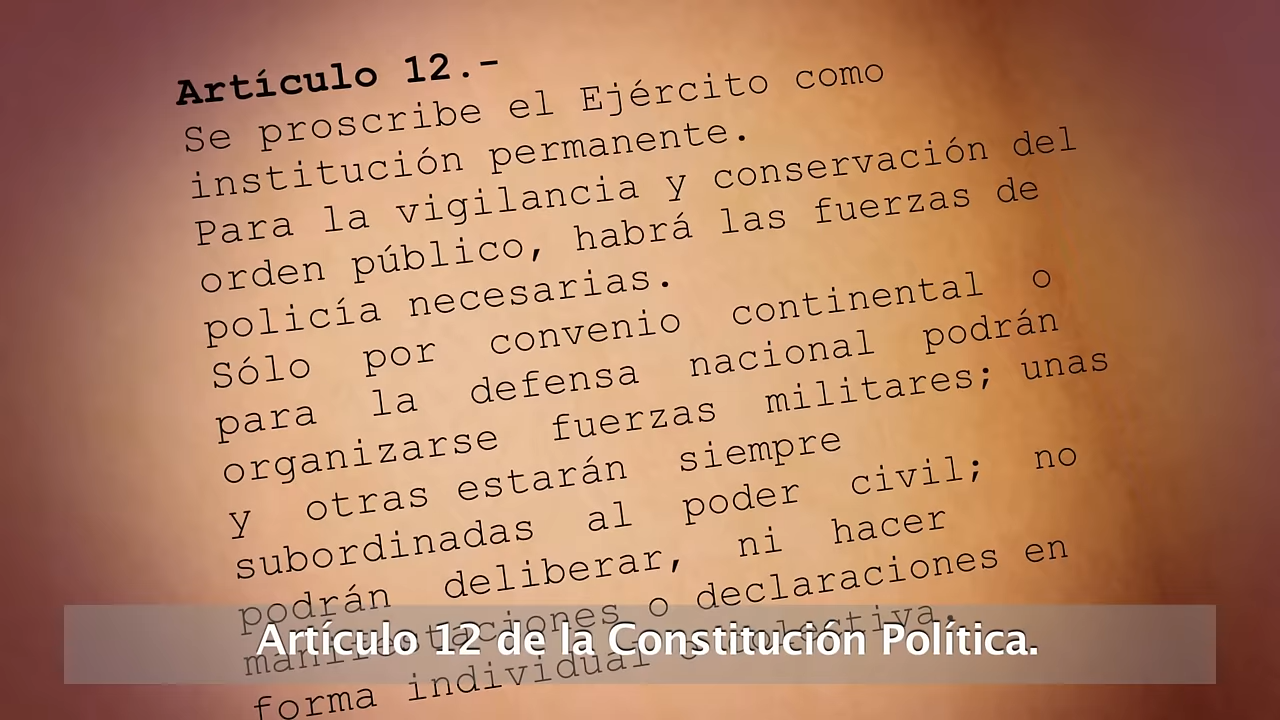 Artículo 12.-
Se proscribe el Ejército como
institución permanente.
Para la vigilancia y conservación del
orden público, habrá las fuerzas de
policía necesarias.
Sólo por convenio continental o
para la defensa nacional podrán
organizarse fuerzas militares; unas
y otras estarán siempre
subordinadas al poder civil; no
podrán deliberar, ni hacer
manifestaciones o declaraciones en
forma individual o colectiva.
Artículo 12 de la Constitución Política.